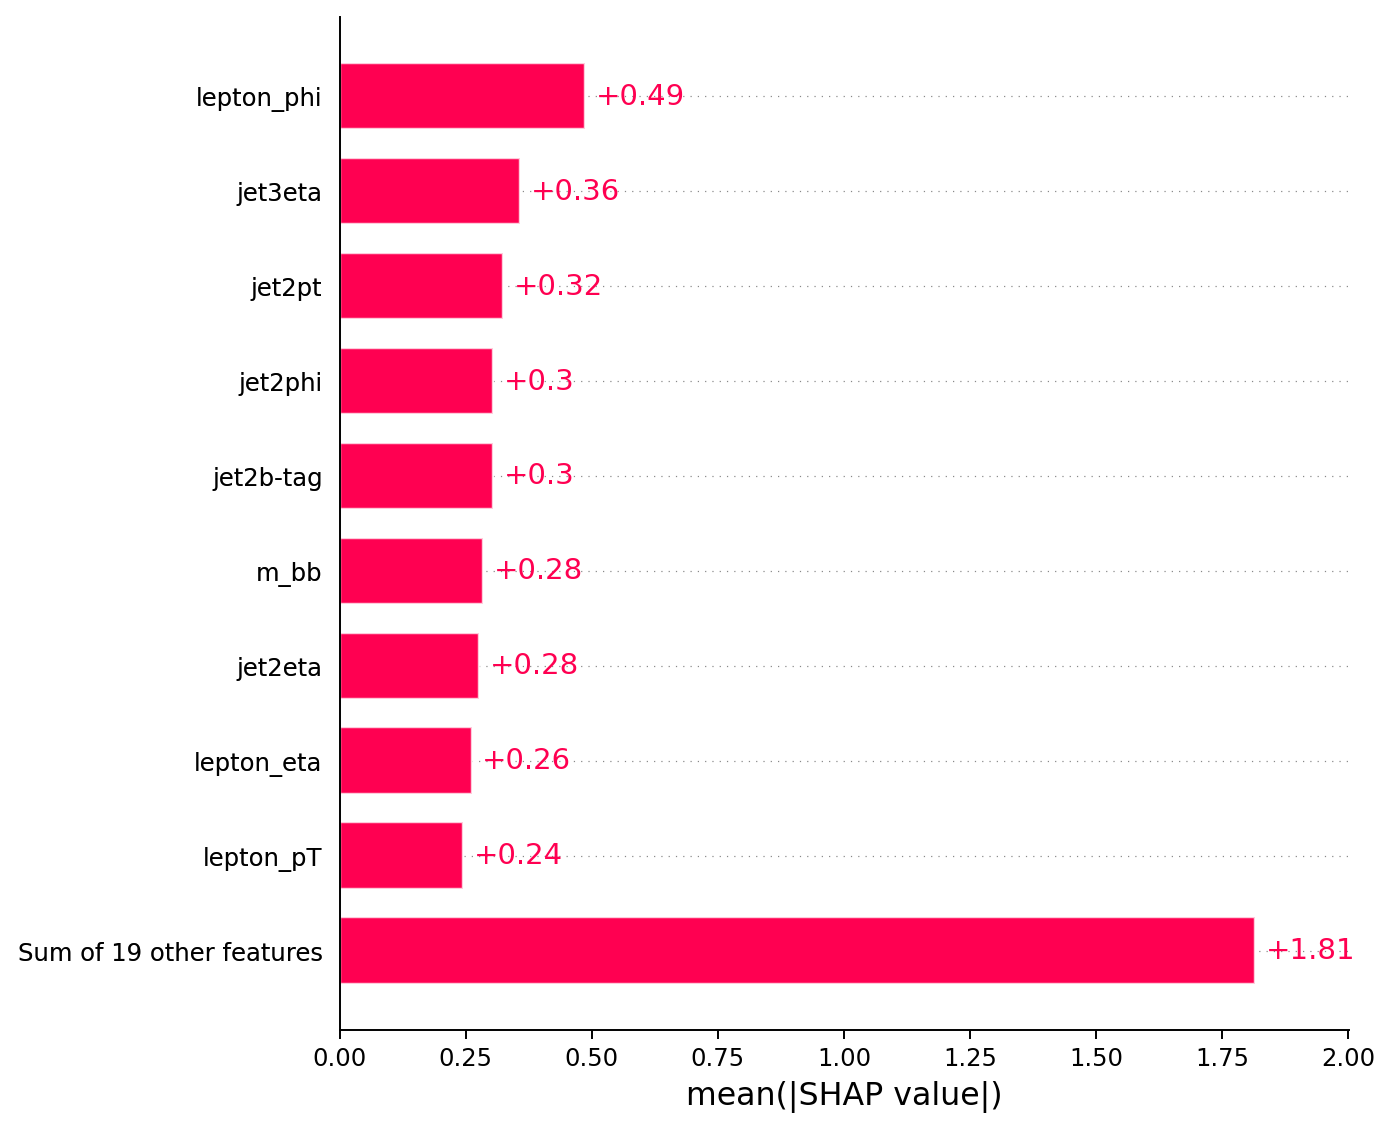 lepton_phi +0.49
jet3eta +0.36
jet2pt +0.32
jet2phi +0.3
jet2b-tag +0.3
m_bb +0.28
jet2eta +0.28
lepton_eta +0.26
lepton_pT +0.24
Sum of 19 other features +1.81
0.00 0.25 0.50 0.75 1.00 1.25 1.50 1.75 2.00
mean(|SHAP value|)